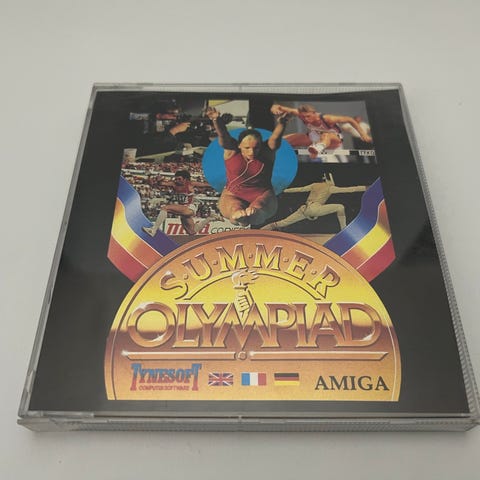 SUMMER
OLYMPIAD
TYNESOFT
COMPUTER SOFTWARE
AMIGA